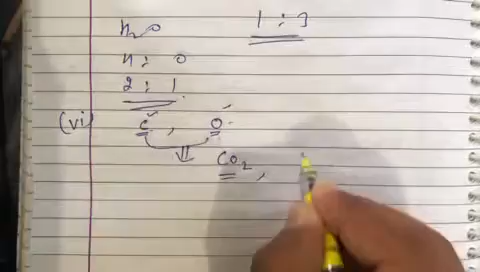 H₂O 1 : 3
H : O
2 : 1
(vi) C, O
⇓
CO₂,